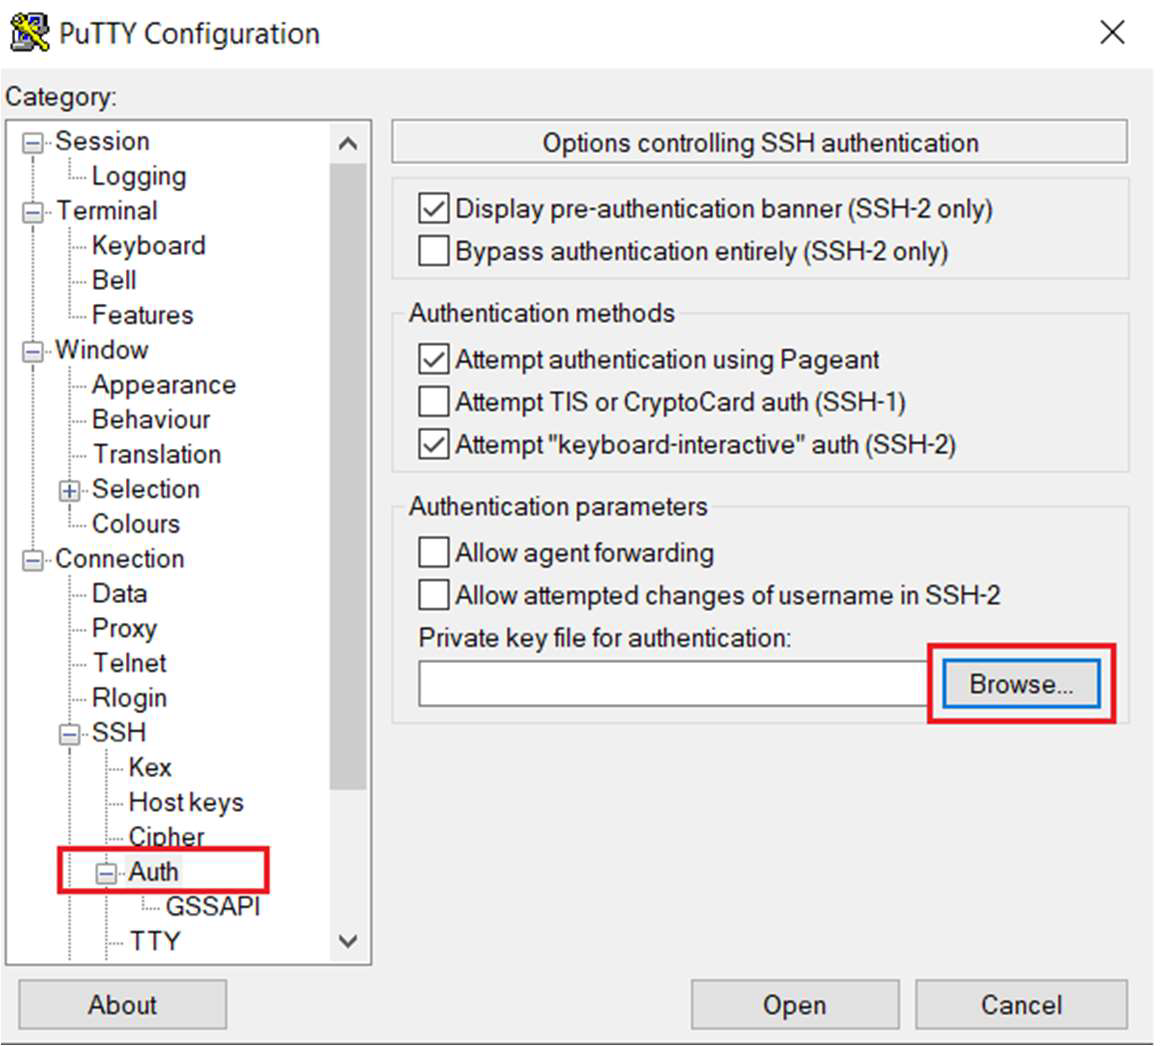 PuTTY Configuration
Category:
Session
Logging
Terminal
Keyboard
Bell
Features
Window
Appearance
Behaviour
Translation
Selection
Colours
Connection
Data
Proxy
Telnet
Rlogin
SSH
Kex
Host keys
Cipher
Auth
GSSAPI
TTY
Options controlling SSH authentication
Display pre-authentication banner (SSH-2 only)
Bypass authentication entirely (SSH-2 only)
Authentication methods
Attempt authentication using Pageant
Attempt TIS or CryptoCard auth (SSH-1)
Attempt "keyboard-interactive" auth (SSH-2)
Authentication parameters
Allow agent forwarding
Allow attempted changes of username in SSH-2
Private key file for authentication:
Browse...
About
Open
Cancel